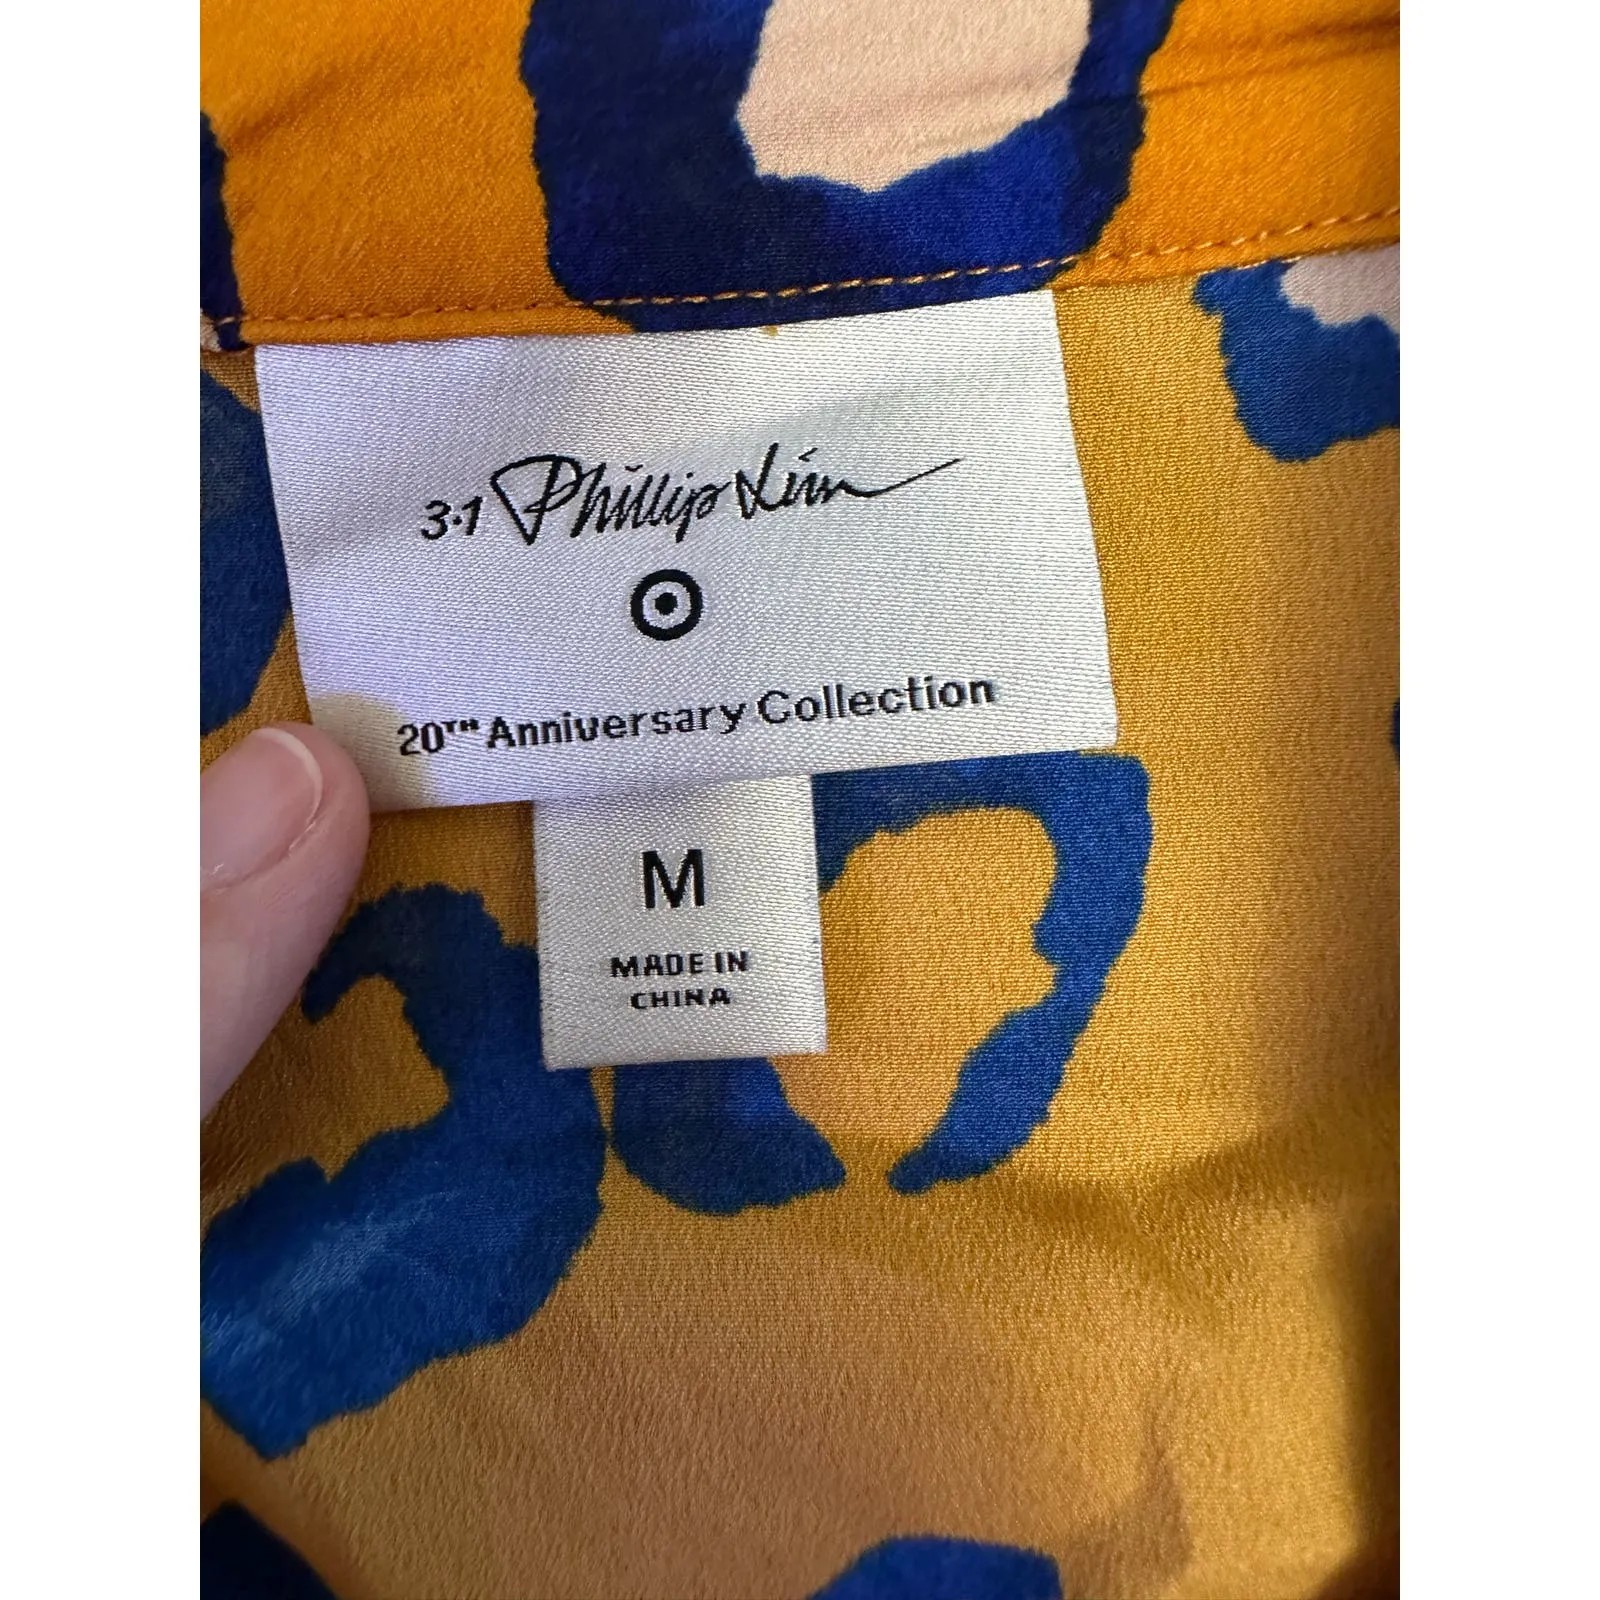 3.1 Phillip Lim
20TH Anniversary Collection
M
MADE IN
CHINA